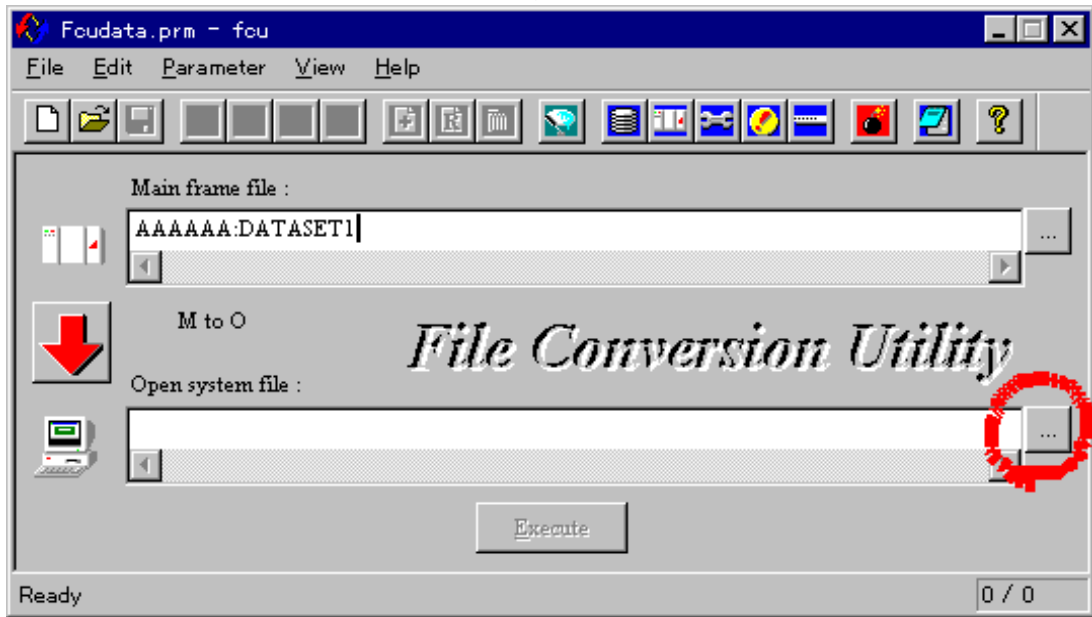 Fcudata.prm - fcu
File Edit Parameter View Help
R ?
Main frame file :
AAAAAA:DATASET1
...
M to O
File Conversion Utility
Open system file :
...
Execute
Ready 0 / 0